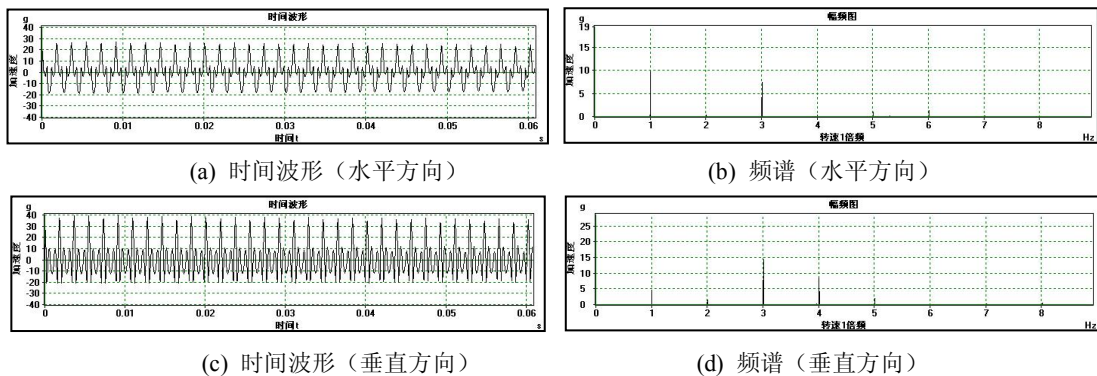 时间波形
g
40
30
20
10
0
-10
-20
-30
-40
加速度
0 0.01 0.02 0.03 0.04 0.05 0.06
时间t
s
幅频图
g
19
15
10
5
0
加速度
0 1 2 3 4 5 6 7 8
转速1倍频
Hz
(a) 时间波形（水平方向）
(b) 频谱（水平方向）
时间波形
g
40
30
20
10
0
-10
-20
-30
-40
加速度
0 0.01 0.02 0.03 0.04 0.05 0.06
时间t
s
幅频图
g
25
20
15
10
5
0
加速度
0 1 2 3 4 5 6 7 8
转速1倍频
Hz
(c) 时间波形（垂直方向）
(d) 频谱（垂直方向）